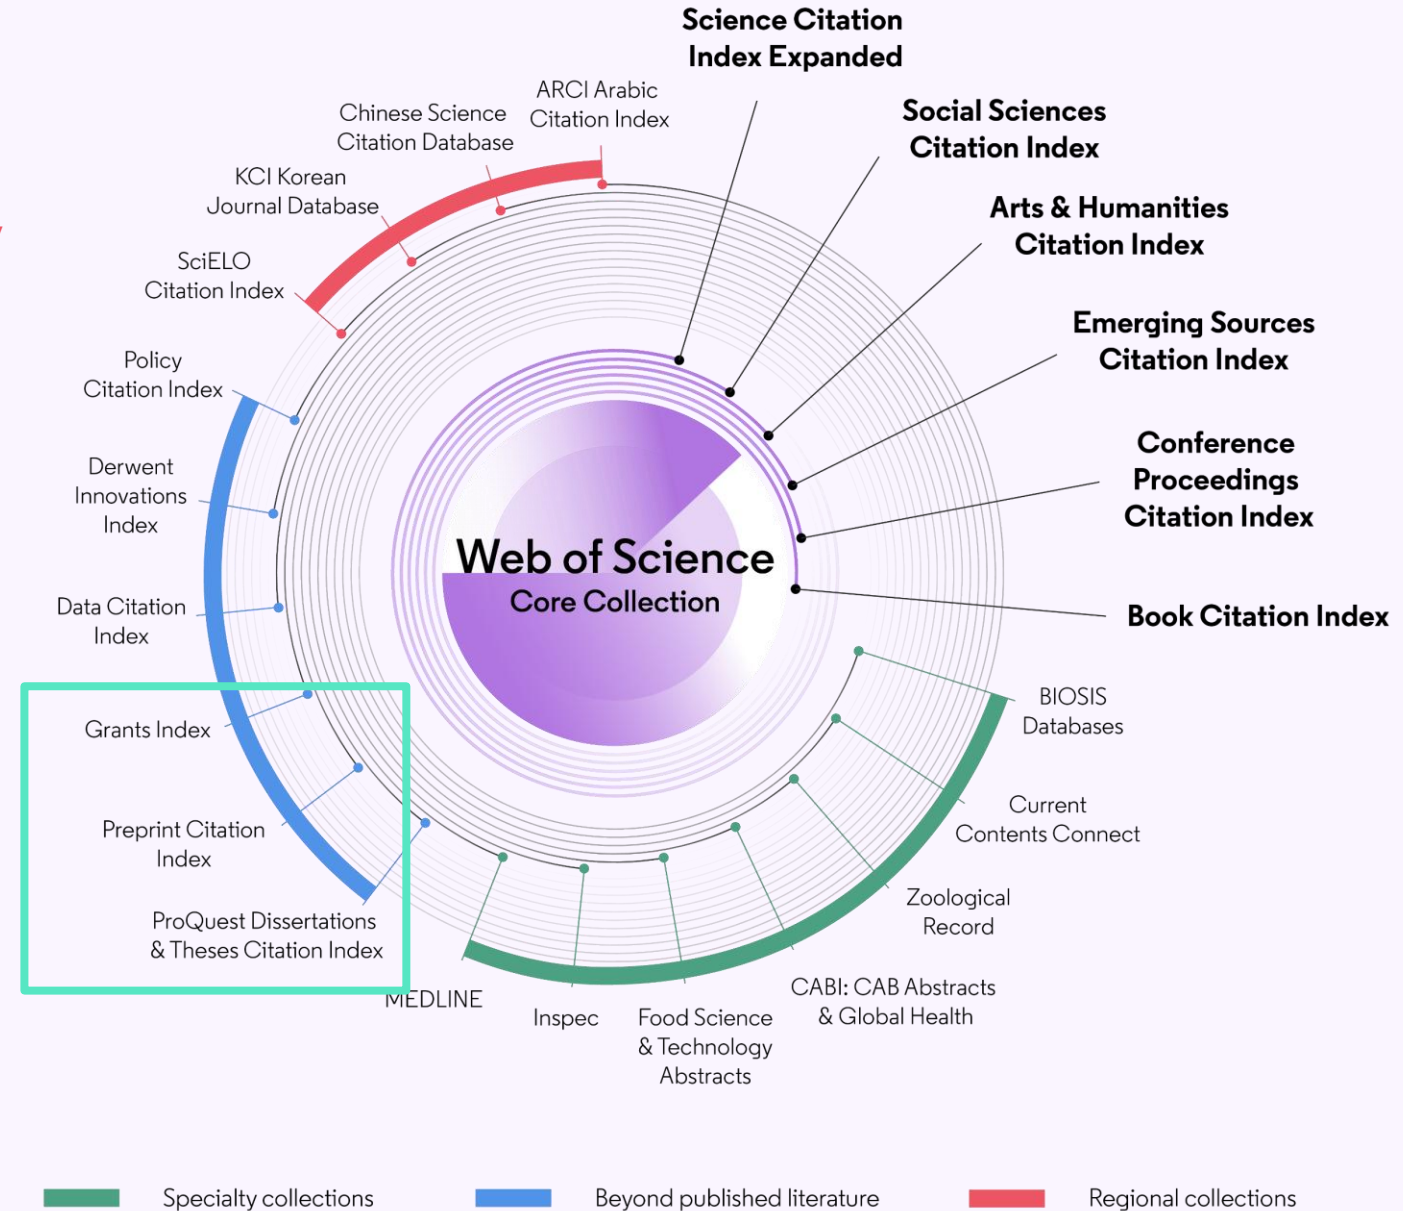 Science Citation
Index Expanded
ARCI Arabic
Citation Index
Chinese Science
Citation Database
KCI Korean
Journal Database
SciELO
Citation Index
Policy
Citation Index
Derwent
Innovations
Index
Data Citation
Index
Grants Index
Preprint Citation
Index
ProQuest Dissertations
& Theses Citation Index
Social Sciences
Citation Index
Arts & Humanities
Citation Index
Emerging Sources
Citation Index
Conference
Proceedings
Citation Index
Book Citation Index
Web of Science
Core Collection
BIOSIS
Databases
Current
Contents Connect
Zoological
Record
CABI: CAB Abstracts
& Global Health
Food Science
& Technology
Abstracts
Inspec
MEDLINE
Specialty collections
Beyond published literature
Regional collections